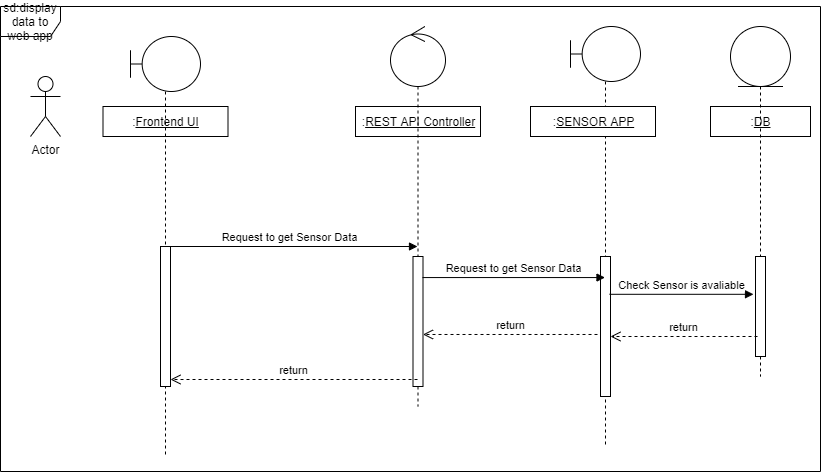 sd:display
data to
web app
Actor
:Frontend UI
:REST API Controller
:SENSOR APP
:DB
Request to get Sensor Data
Request to get Sensor Data
Check Sensor is avaliable
return
return
return